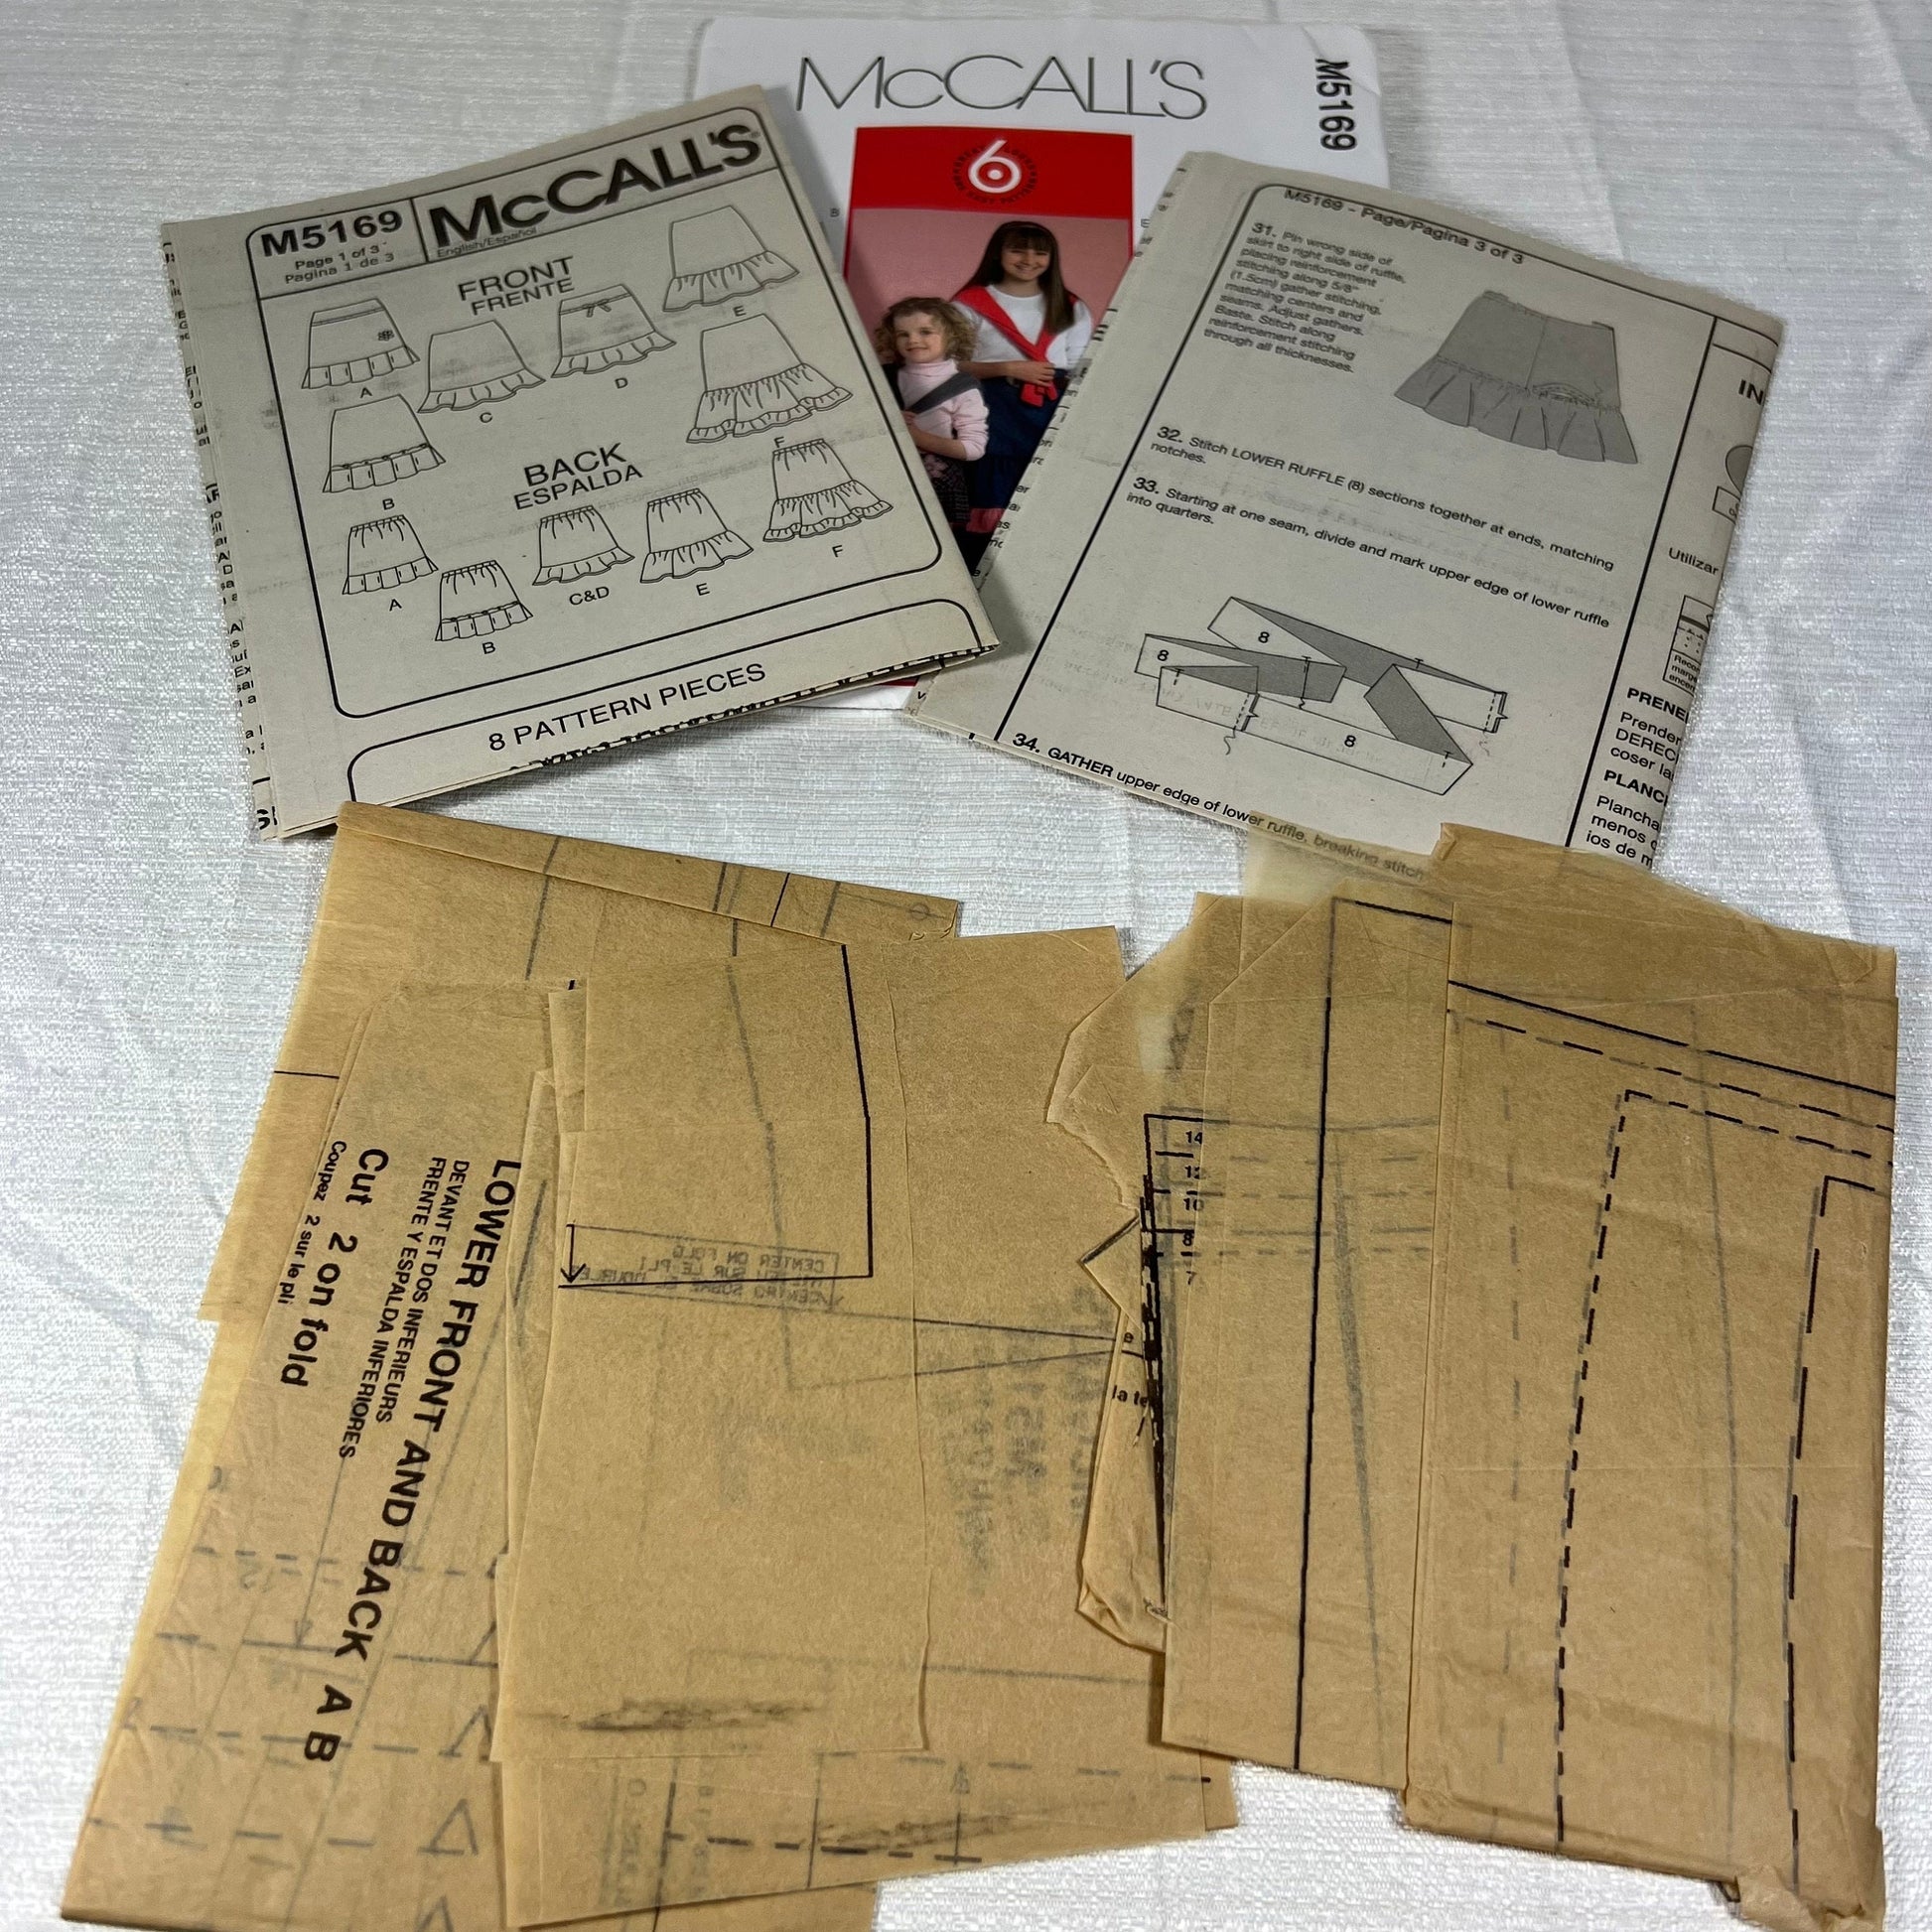 McCALL'S
M5169
6
M5169
Page 1 of 3
Pagina 1 de 3
McCALL'S
English/Español
FRONT
FRENTE
A
B
C
D
E
F
BACK
ESPALDA
A
B
C&D
E
F
8 PATTERN PIECES
M5169 - Page/Pagina 3 of 3
31. Pin wrong side of
skirt to right side of ruffle,
placing reinforcement
stitching along 5/8"
(1.5cm) gather stitching,
matching centers and
seams. Adjust gathers.
Baste. Stitch along
reinforcement stitching
through all thicknesses.
32. Stitch LOWER RUFFLE (8) sections together at ends, matching
notches.
33. Starting at one seam, divide and mark upper edge of lower ruffle
into quarters.
8
8
8
34. GATHER upper edge of lower ruffle, breaking stitch
IN
Utilizar
PRENE
Prender
DEREC
coser la
PLANC
Plancha
menos
ios de m
LOWER FRONT AND BACK A B
DEVANT ET DOS INFERIEURS
FRENTE Y ESPALDA INFERIORES
Cut 2 on fold
Coupez 2 sur le pli
CENTER ON FOLD
14
12
10
8
7
e
la te